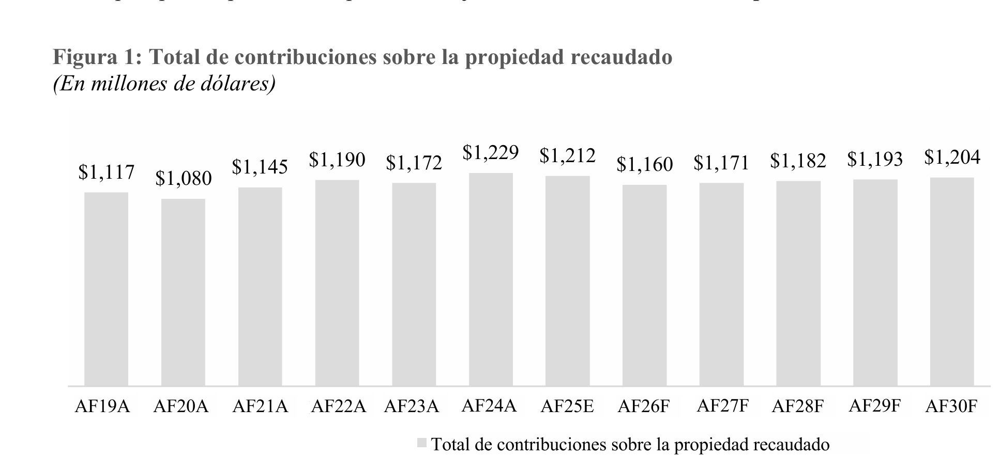 Figura 1: Total de contribuciones sobre la propiedad recaudado
(En millones de dólares)
$1,117 $1,080 $1,145 $1,190 $1,172 $1,229 $1,212 $1,160 $1,171 $1,182 $1,193 $1,204
AF19A AF20A AF21A AF22A AF23A AF24A AF25E AF26F AF27F AF28F AF29F AF30F
Total de contribuciones sobre la propiedad recaudado